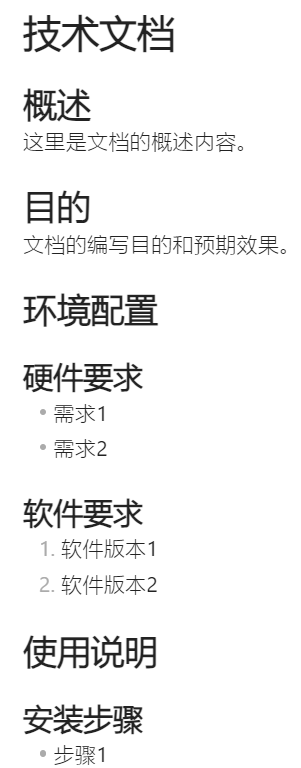 技术文档
概述
这里是文档的概述内容。
目的
文档的编写目的和预期效果。
环境配置
硬件要求
• 需求1
• 需求2
软件要求
1. 软件版本1
2. 软件版本2
使用说明
安装步骤
• 步骤1